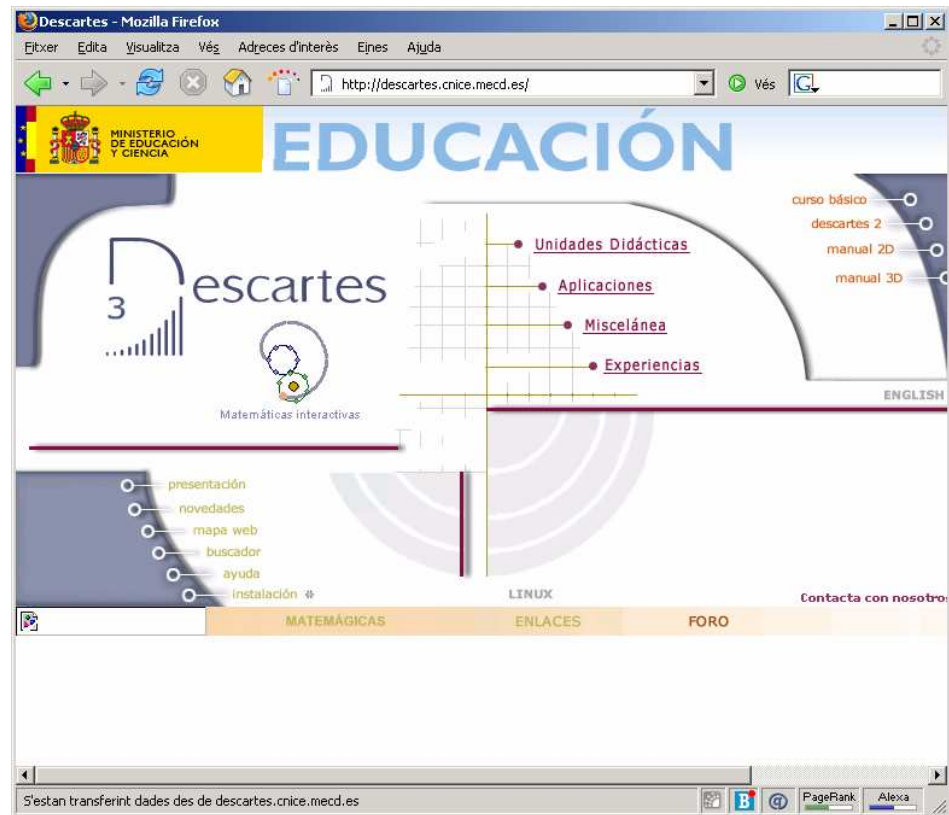 Descartes - Mozilla Firefox
Fitxer Edita Visualitza Vés Adreces d'interès Eines Ajuda
http://descartes.cnice.mecd.es/ Vés G
MINISTERIO
DE EDUCACIÓN
Y CIENCIA
EDUCACIÓN
curso básico
descartes 2
manual 2D
manual 3D
Unidades Didácticas
Aplicaciones
Miscelánea
Experiencias
Descartes
3
Matemáticas interactivas
ENGLISH
presentación
novedades
mapa web
buscador
ayuda
instalación
LINUX
Contacta con nosotros
MATEMÁGICAS ENLACES FORO
S'estan transferint dades des de descartes.cnice.mecd.es
B @ PageRank Alexa